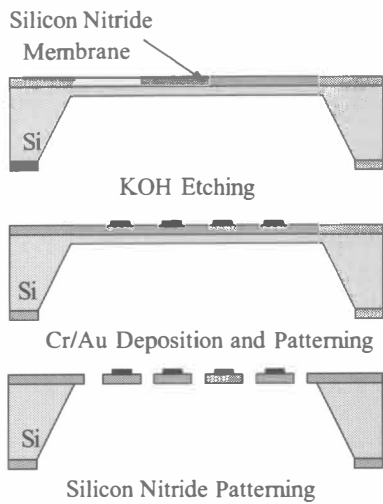 Silicon Nitride
Membrane
Si
KOH Etching
Si
Cr/Au Deposition and Patterning
Si
Silicon Nitride Patterning